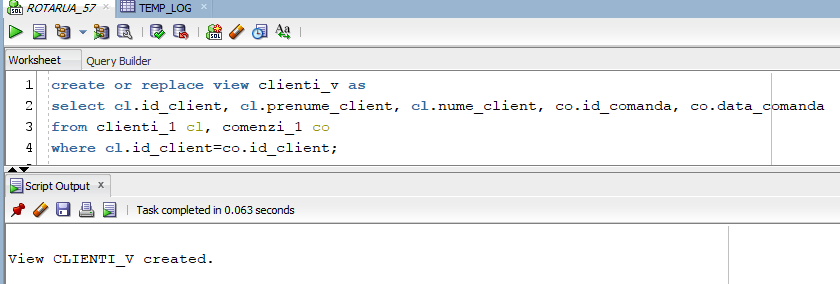 ROTARUA_57 TEMP_LOG
SQL
Aa
Worksheet Query Builder
1 create or replace view clienti_v as
2 select cl.id_client, cl.prenume_client, cl.nume_client, co.id_comanda, co.data_comanda
3 from clienti_1 cl, comenzi_1 co
4 where cl.id_client=co.id_client;
Script Output x
Task completed in 0.063 seconds
View CLIENTI_V created.